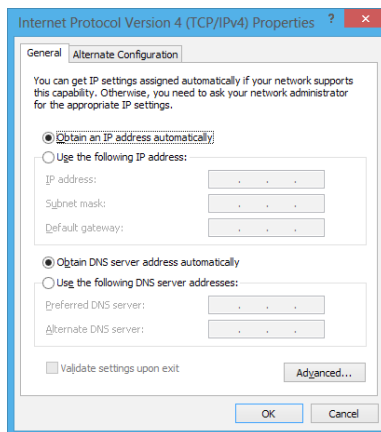 Internet Protocol Version 4 (TCP/IPv4) Properties ? ×
General Alternate Configuration
You can get IP settings assigned automatically if your network supports
this capability. Otherwise, you need to ask your network administrator
for the appropriate IP settings.
Obtain an IP address automatically
Use the following IP address:
IP address: . . .
Subnet mask: . . .
Default gateway: . . .
Obtain DNS server address automatically
Use the following DNS server addresses:
Preferred DNS server: . . .
Alternate DNS server: . . .
Validate settings upon exit
Advanced...
OK Cancel